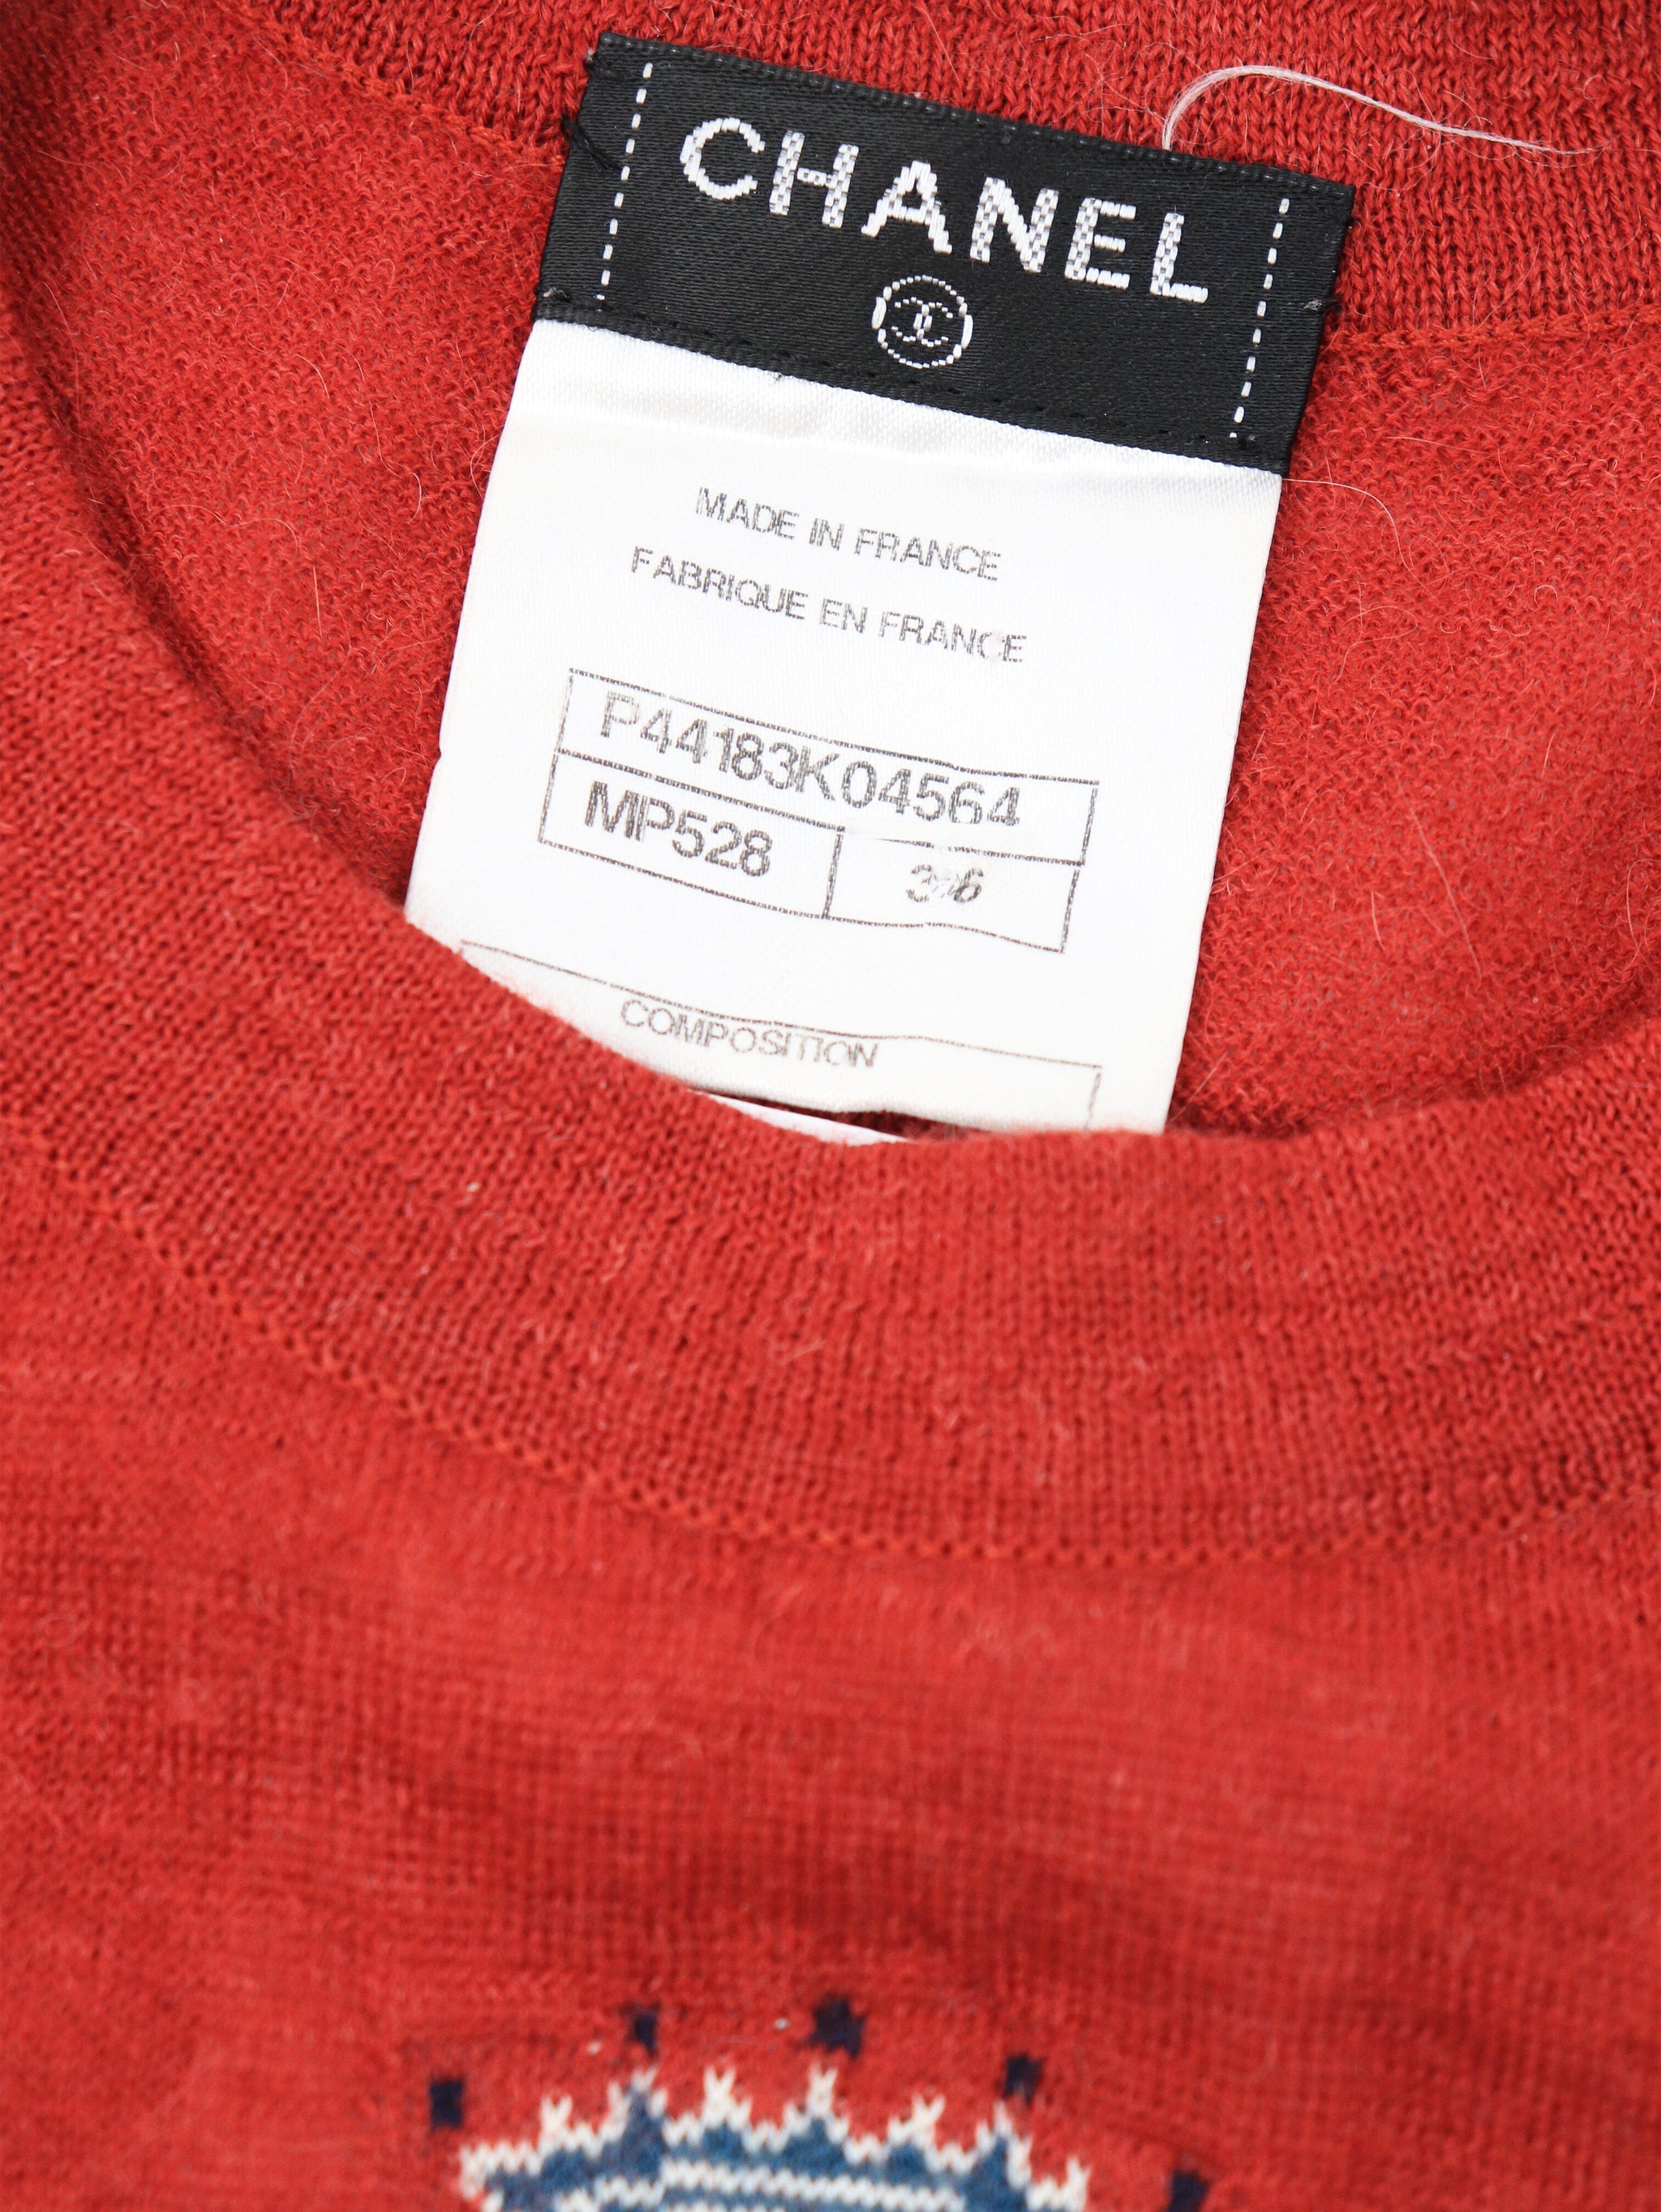 CHANEL
MADE IN FRANCE
FABRIQUE EN FRANCE
P44183K04564
MP528
COMPOSITION